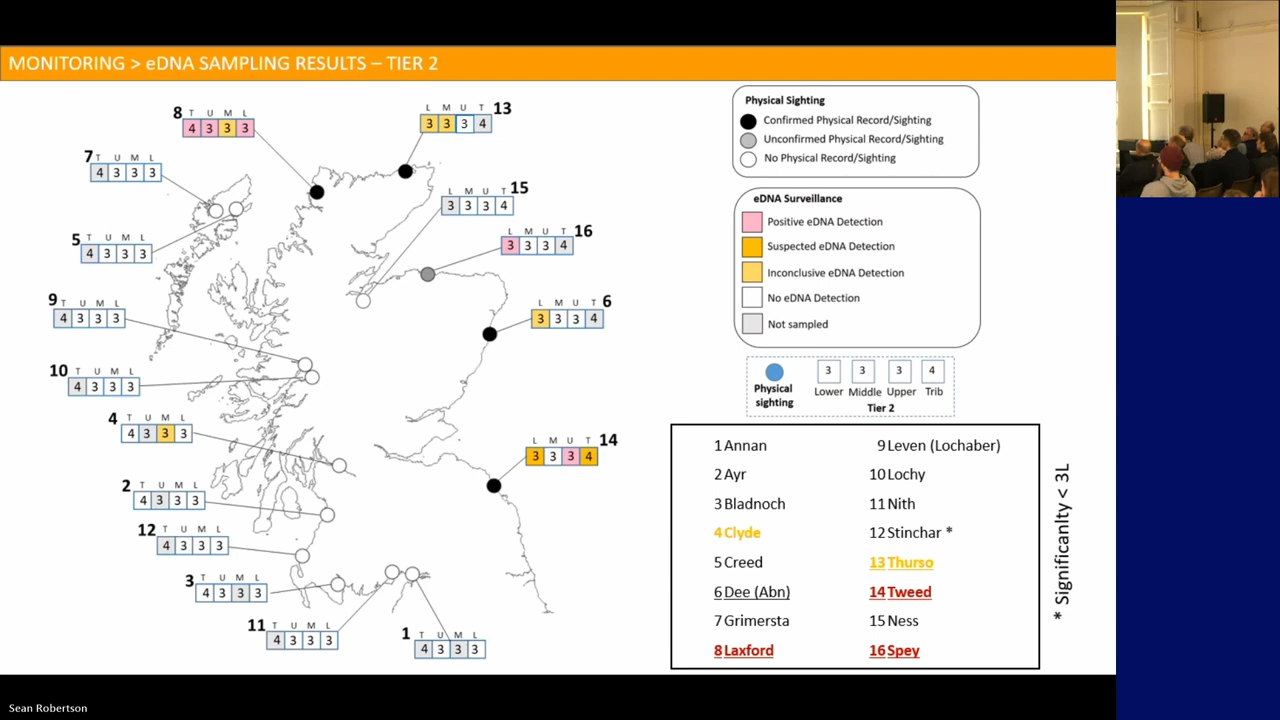 MONITORING > eDNA SAMPLING RESULTS – TIER 2
8 T U M L
4 3 3 3
L M U T 13
3 3 3 4
7 T U M L
4 3 3 3
L M U T 15
3 3 3 4
5 T U M L
4 3 3 3
L M U T 16
3 3 3 4
9 T U M L
4 3 3 3
L M U T 6
3 3 3 4
10 T U M L
4 3 3 3
4 T U M L
4 3 3 3
L M U T 14
3 3 3 4
2 T U M L
4 3 3 3
12 T U M L
4 3 3 3
3 T U M L
4 3 3 3
11 T U M L
4 3 3 3
1 T U M L
4 3 3 3
Physical Sighting
Confirmed Physical Record/Sighting
Unconfirmed Physical Record/Sighting
No Physical Record/Sighting
eDNA Surveillance
Positive eDNA Detection
Suspected eDNA Detection
Inconclusive eDNA Detection
No eDNA Detection
Not sampled
3 3 3 4
Physical sighting
Lower Middle Upper Trib
Tier 2
1 Annan
2 Ayr
3 Bladnoch
4 Clyde
5 Creed
6 Dee (Abn)
7 Grimersta
8 Laxford
9 Leven (Lochaber)
10 Lochy
11 Nith
12 Stinchar *
13 Thurso
14 Tweed
15 Ness
16 Spey
* Significanlty < 3L
Sean Robertson